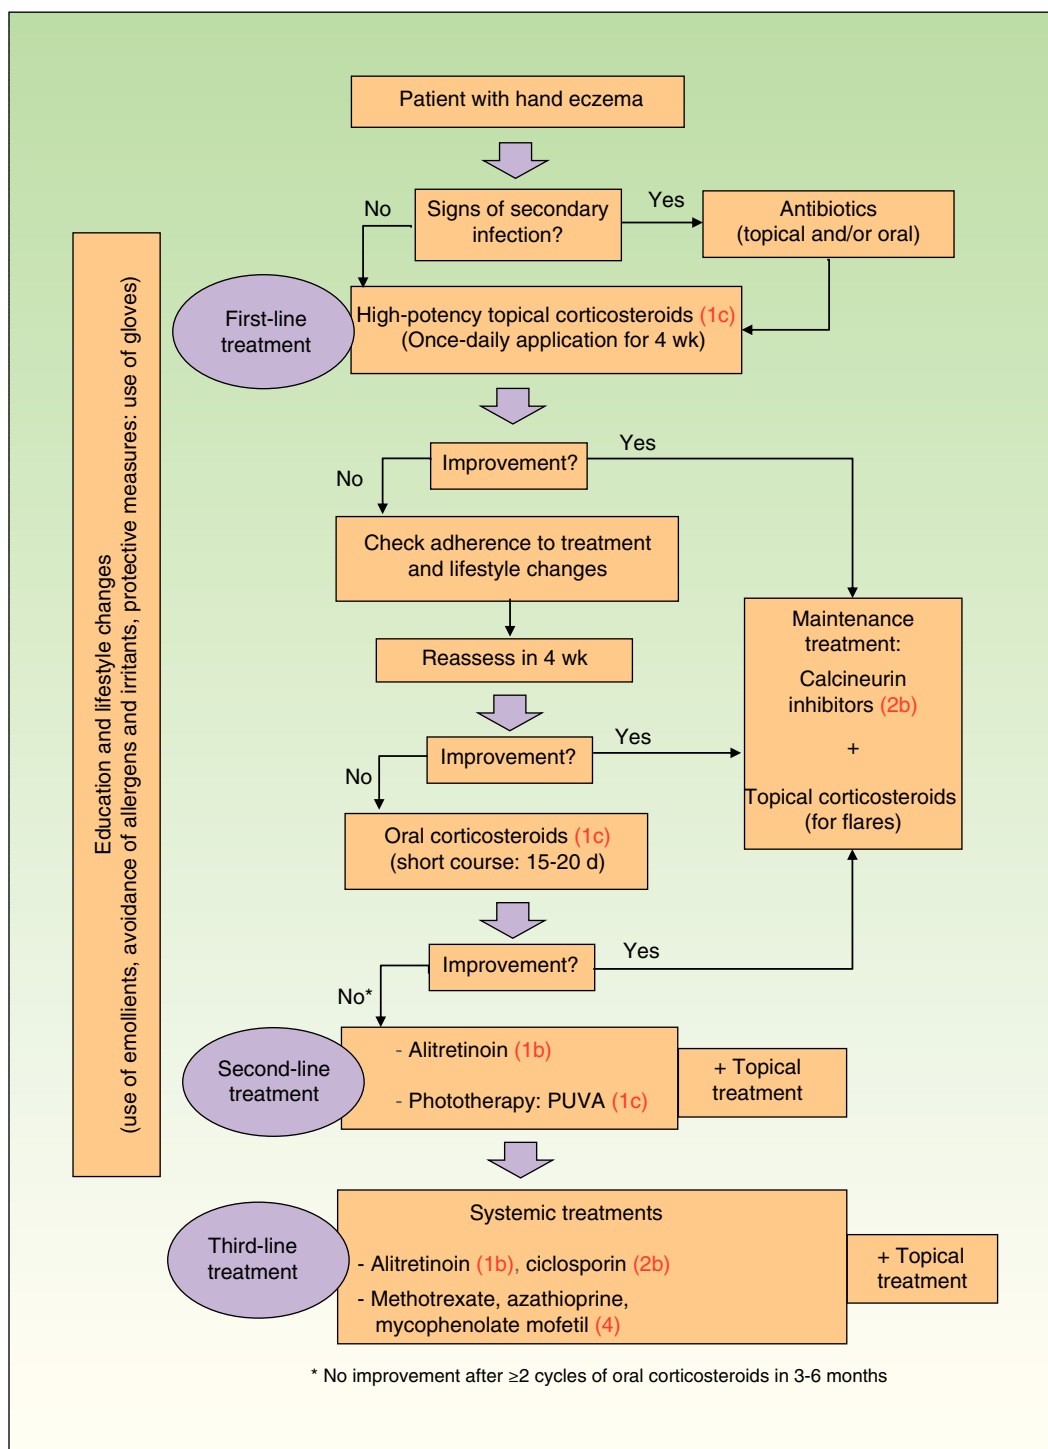 Patient with hand eczema
Signs of secondary
infection?
No
Yes
Antibiotics
(topical and/or oral)
First-line
treatment
High-potency topical corticosteroids (1c)
(Once-daily application for 4 wk)
Improvement?
No
Yes
Check adherence to treatment
and lifestyle changes
Reassess in 4 wk
Improvement?
No
Yes
Maintenance
treatment:
Calcineurin
inhibitors (2b)
+
Topical corticosteroids
(for flares)
Oral corticosteroids (1c)
(short course: 15-20 d)
Improvement?
No*
Yes
Second-line
treatment
- Alitretinoin (1b)
- Phototherapy: PUVA (1c)
+ Topical
treatment
Third-line
treatment
Systemic treatments
- Alitretinoin (1b), ciclosporin (2b)
- Methotrexate, azathioprine,
mycophenolate mofetil (4)
+ Topical
treatment
Education and lifestyle changes
(use of emollients, avoidance of allergens and irritants, protective measures: use of gloves)
* No improvement after ≥2 cycles of oral corticosteroids in 3-6 months